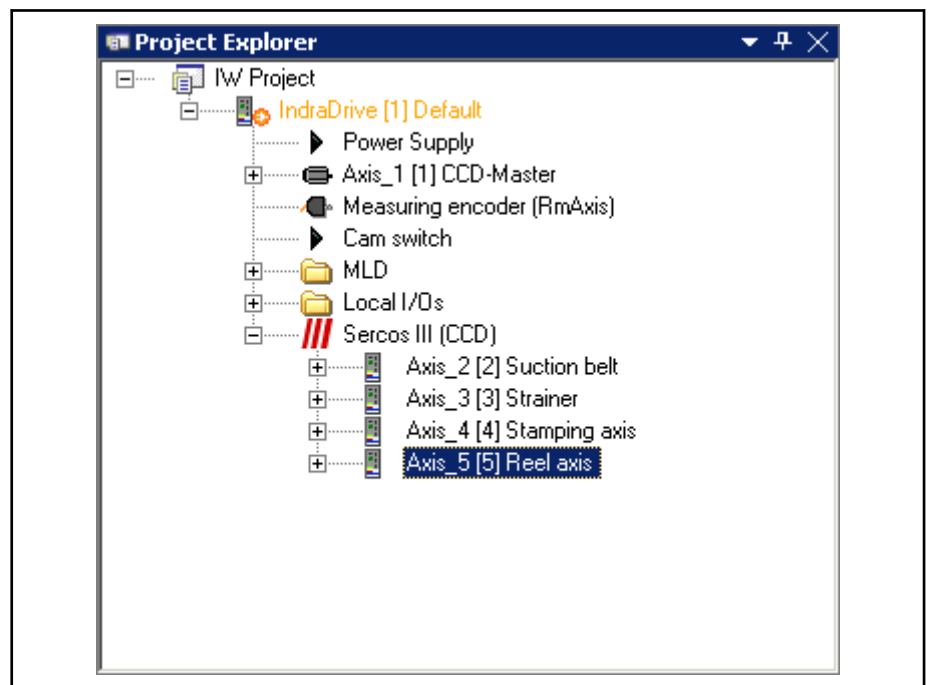 Project Explorer
IW Project
IndraDrive [1] Default
Power Supply
Axis_1 [1] CCD-Master
Measuring encoder (RmAxis)
Cam switch
MLD
Local I/Os
Sercos III (CCD)
Axis_2 [2] Suction belt
Axis_3 [3] Strainer
Axis_4 [4] Stamping axis
Axis_5 [5] Reel axis